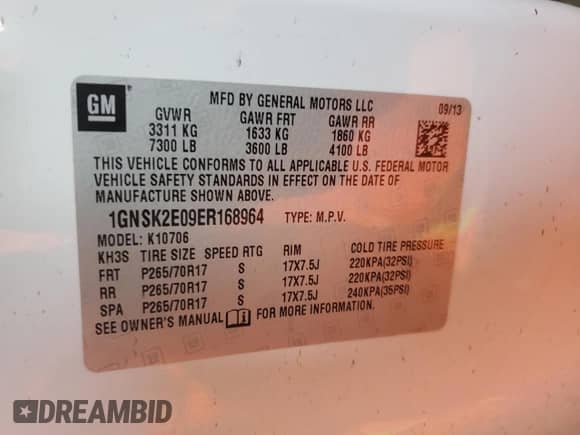 GM
MFD BY GENERAL MOTORS LLC 09/13
GVWR GAWR FRT GAWR RR
3311 KG 1633 KG 1860 KG
7300 LB 3600 LB 4100 LB
THIS VEHICLE CONFORMS TO ALL APPLICABLE U.S. FEDERAL MOTOR
VEHICLE SAFETY STANDARDS IN EFFECT ON THE DATE OF
MANUFACTURE SHOWN ABOVE.
1GNSK2E09ER168964 TYPE: M.P.V.
MODEL: K10706
KH3S TIRE SIZE SPEED RTG RIM COLD TIRE PRESSURE
FRT P265/70R17 S 17X7.5J 220KPA(32PSI)
RR P265/70R17 S 17X7.5J 220KPA(32PSI)
SPA P265/70R17 S 17X7.5J 240KPA(35PSI)
SEE OWNER'S MANUAL FOR MORE INFORMATION.
DREAMBID